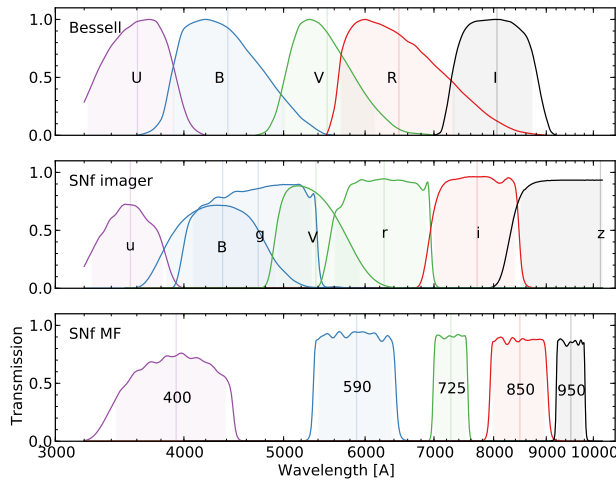 1.0
Bessell
0.5
U B V R I
0.0
1.0
SNf imager
0.5
u B g V r i z
0.0
1.0
SNf MF
Transmission
0.5
400 590 725 850 950
0.0
3000 4000 5000 6000 7000 8000 9000 10000
Wavelength [A]